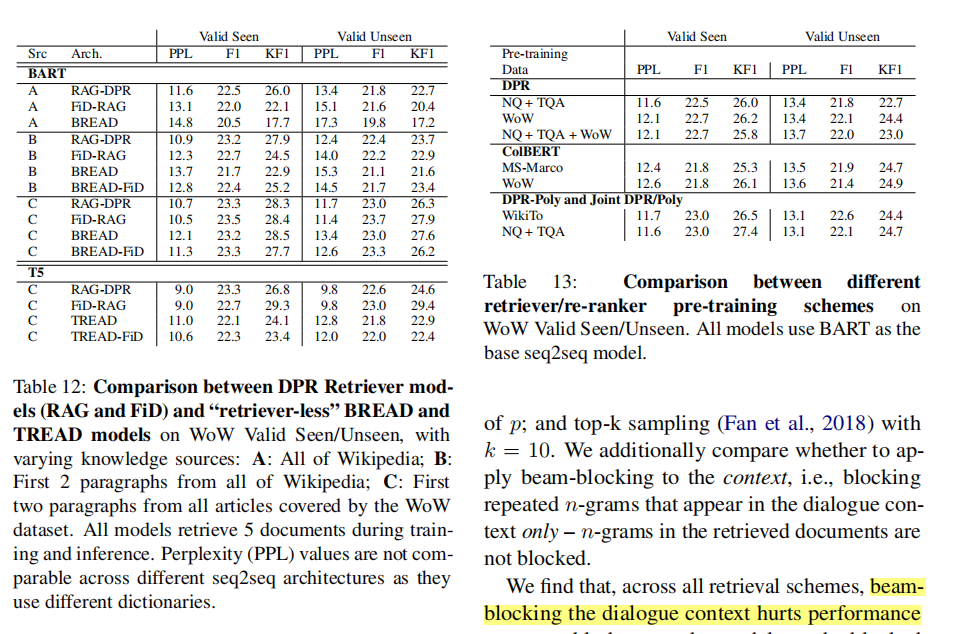 Valid Seen Valid Unseen
Src Arch. PPL F1 KF1 PPL F1 KF1
BART
A RAG-DPR 11.6 22.5 26.0 13.4 21.8 22.7
A FiD-RAG 13.1 22.0 22.1 15.1 21.6 20.4
A BREAD 14.8 20.5 17.7 17.3 19.8 17.2
B RAG-DPR 10.9 23.2 27.9 12.4 22.4 23.7
B FiD-RAG 12.3 22.7 24.5 14.0 22.2 22.9
B BREAD 13.7 21.7 22.9 15.3 21.1 21.6
B BREAD-FiD 12.8 22.4 25.2 14.5 21.7 23.4
C RAG-DPR 10.7 23.3 28.3 11.7 23.0 26.3
C FiD-RAG 10.5 23.5 28.4 11.4 23.7 27.9
C BREAD 12.1 23.2 28.5 13.4 23.0 27.6
C BREAD-FiD 11.3 23.3 27.7 12.6 23.3 26.2
T5
C RAG-DPR 9.0 23.3 26.8 9.8 22.6 24.6
C FiD-RAG 9.0 22.7 29.3 9.8 23.0 29.4
C TREAD 11.0 22.1 24.1 12.8 21.8 22.9
C TREAD-FiD 10.6 22.3 23.4 12.0 22.0 22.4
Table 12: Comparison between DPR Retriever mod-
els (RAG and FiD) and “retriever-less” BREAD and
TREAD models on WoW Valid Seen/Unseen, with
varying knowledge sources: A: All of Wikipedia; B:
First 2 paragraphs from all of Wikipedia; C: First
two paragraphs from all articles covered by the WoW
dataset. All models retrieve 5 documents during train-
ing and inference. Perplexity (PPL) values are not com-
parable across different seq2seq architectures as they
use different dictionaries.
Valid Seen Valid Unseen
Pre-training
Data PPL F1 KF1 PPL F1 KF1
DPR
NQ + TQA 11.6 22.5 26.0 13.4 21.8 22.7
WoW 12.1 22.7 26.2 13.4 22.1 24.4
NQ + TQA + WoW 12.1 22.7 25.8 13.7 22.0 23.0
ColBERT
MS-Marco 12.4 21.8 25.3 13.5 21.9 24.7
WoW 12.6 21.8 26.1 13.6 21.4 24.9
DPR-Poly and Joint DPR/Poly
WikiTo 11.7 23.0 26.5 13.1 22.6 24.4
NQ + TQA 11.6 23.0 27.4 13.1 22.1 24.7
Table 13: Comparison between different
retriever/re-ranker pre-training schemes on
WoW Valid Seen/Unseen. All models use BART as the
base seq2seq model.
of p; and top-k sampling (Fan et al., 2018) with
k = 10. We additionally compare whether to ap-
ply beam-blocking to the context, i.e., blocking
repeated n-grams that appear in the dialogue con-
text only – n-grams in the retrieved documents are
not blocked.
We find that, across all retrieval schemes, beam-
blocking the dialogue context hurts performance